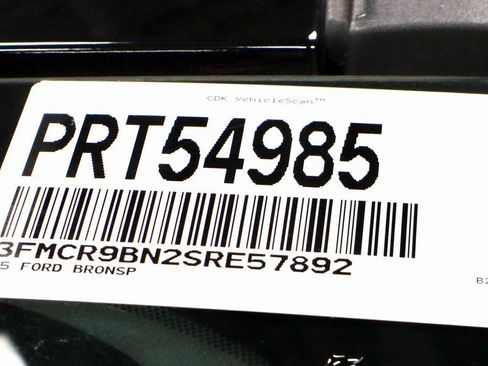 CDK VehicleScan™
PRT54985
3FMCR9BN2SRE57892
5 FORD BRONSP